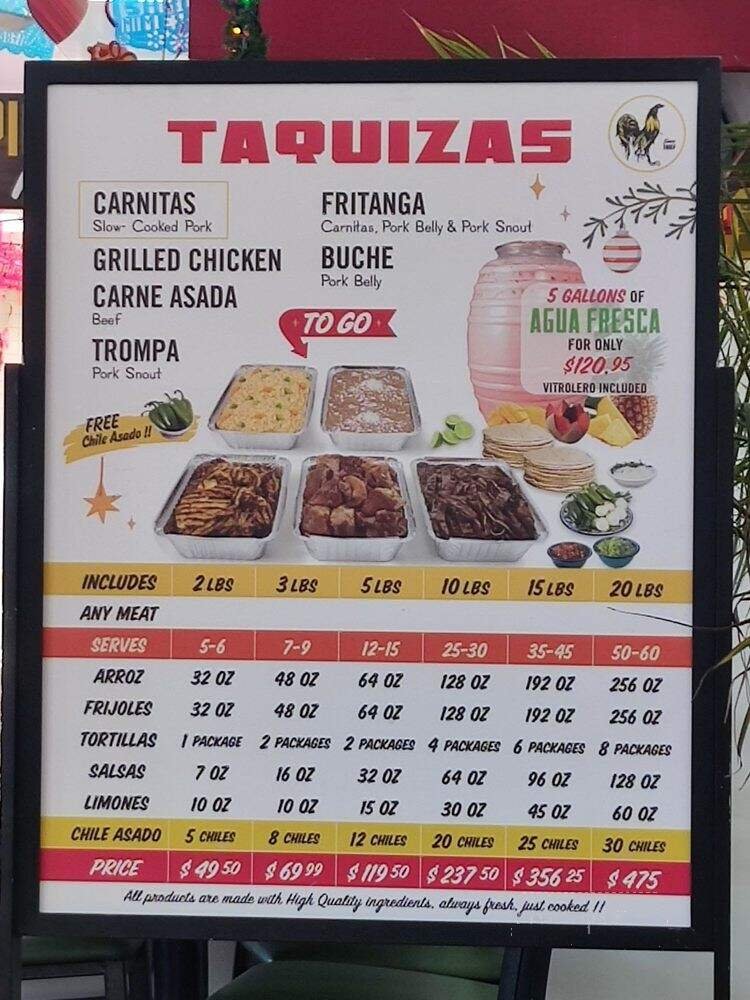 TAQUIZAS
CARNITAS
Slow- Cooked Pork
GRILLED CHICKEN
CARNE ASADA
Beef
TROMPA
Pork Snout
FRITANGA
Carnitas, Pork Belly & Pork Snout
BUCHE
Pork Belly
TO GO
5 GALLONS OF
AGUA FRESCA
FOR ONLY
$120.95
VITROLERO INCLUDED
FREE
Chile Asado !!
INCLUDES 2 LBS 3 LBS 5 LBS 10 LBS 15 LBS 20 LBS
ANY MEAT
SERVES 5-6 7-9 12-15 25-30 35-45 50-60
ARROZ 32 OZ 48 OZ 64 OZ 128 OZ 192 OZ 256 OZ
FRIJOLES 32 OZ 48 OZ 64 OZ 128 OZ 192 OZ 256 OZ
TORTILLAS 1 PACKAGE 2 PACKAGES 2 PACKAGES 4 PACKAGES 6 PACKAGES 8 PACKAGES
SALSAS 7 OZ 16 OZ 32 OZ 64 OZ 96 OZ 128 OZ
LIMONES 10 OZ 10 OZ 15 OZ 30 OZ 45 OZ 60 OZ
CHILE ASADO 5 CHILES 8 CHILES 12 CHILES 20 CHILES 25 CHILES 30 CHILES
PRICE $ 49 50 $ 69 99 $ 119 50 $ 237 50 $ 356 25 $ 475
All products are made with High Quality ingredients, always fresh, just cooked !!